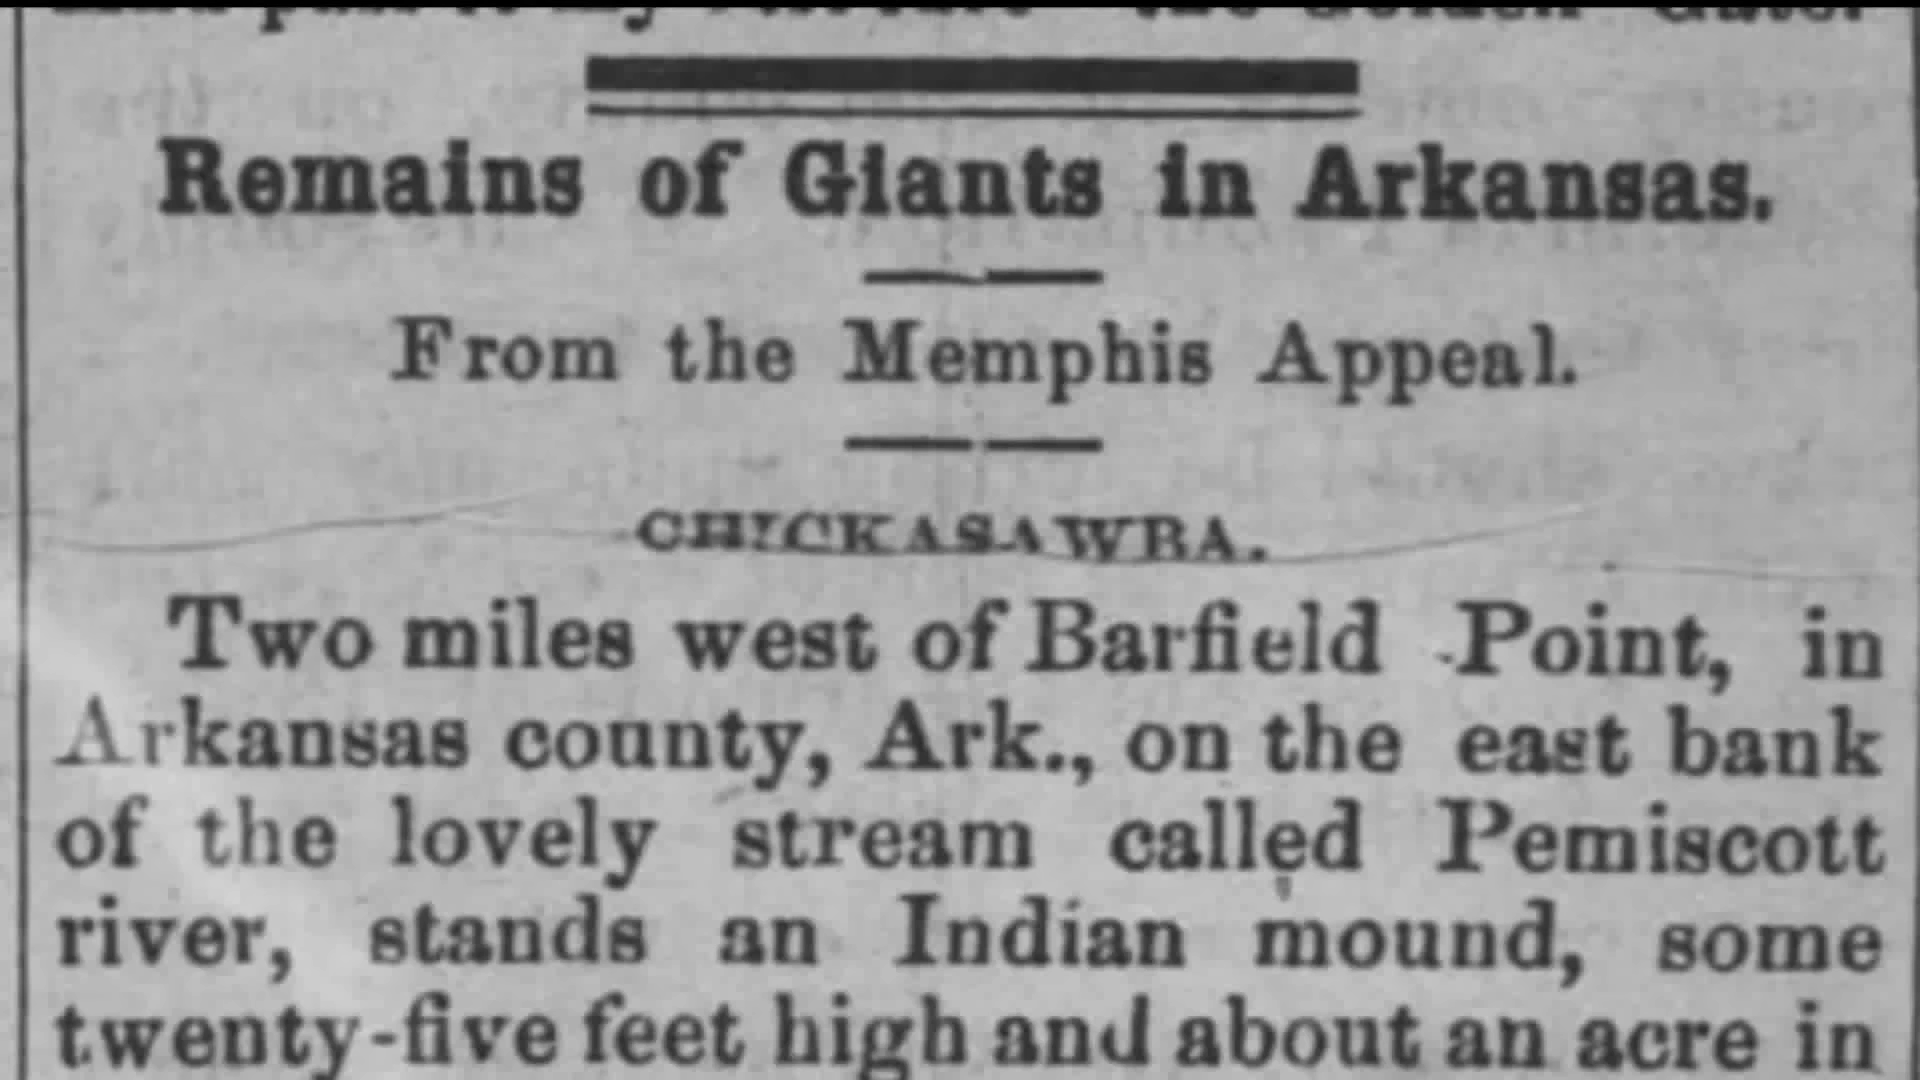 Remains of Giants in Arkansas.
From the Memphis Appeal.
CHICKASAWBA.
Two miles west of Barfield Point, in
Arkansas county, Ark., on the east bank
of the lovely stream called Pemiscott
river, stands an Indian mound, some
twenty-five feet high and about an acre in